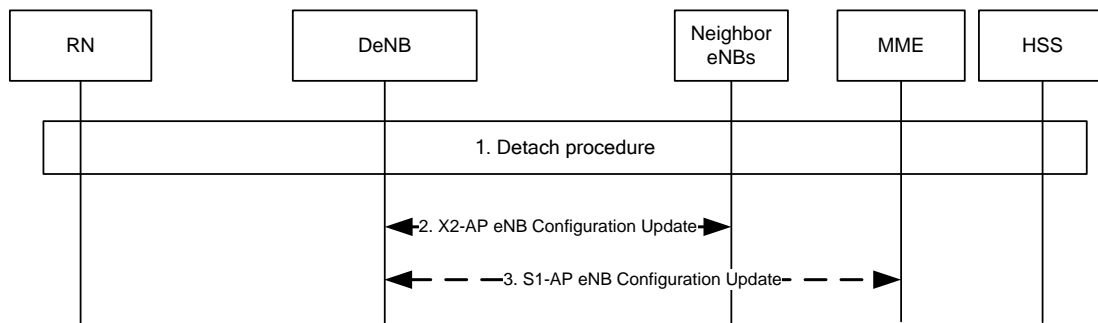 RN
DeNB
Neighbor
eNBs
MME
HSS
1. Detach procedure
2. X2-AP eNB Configuration Update
3. S1-AP eNB Configuration Update